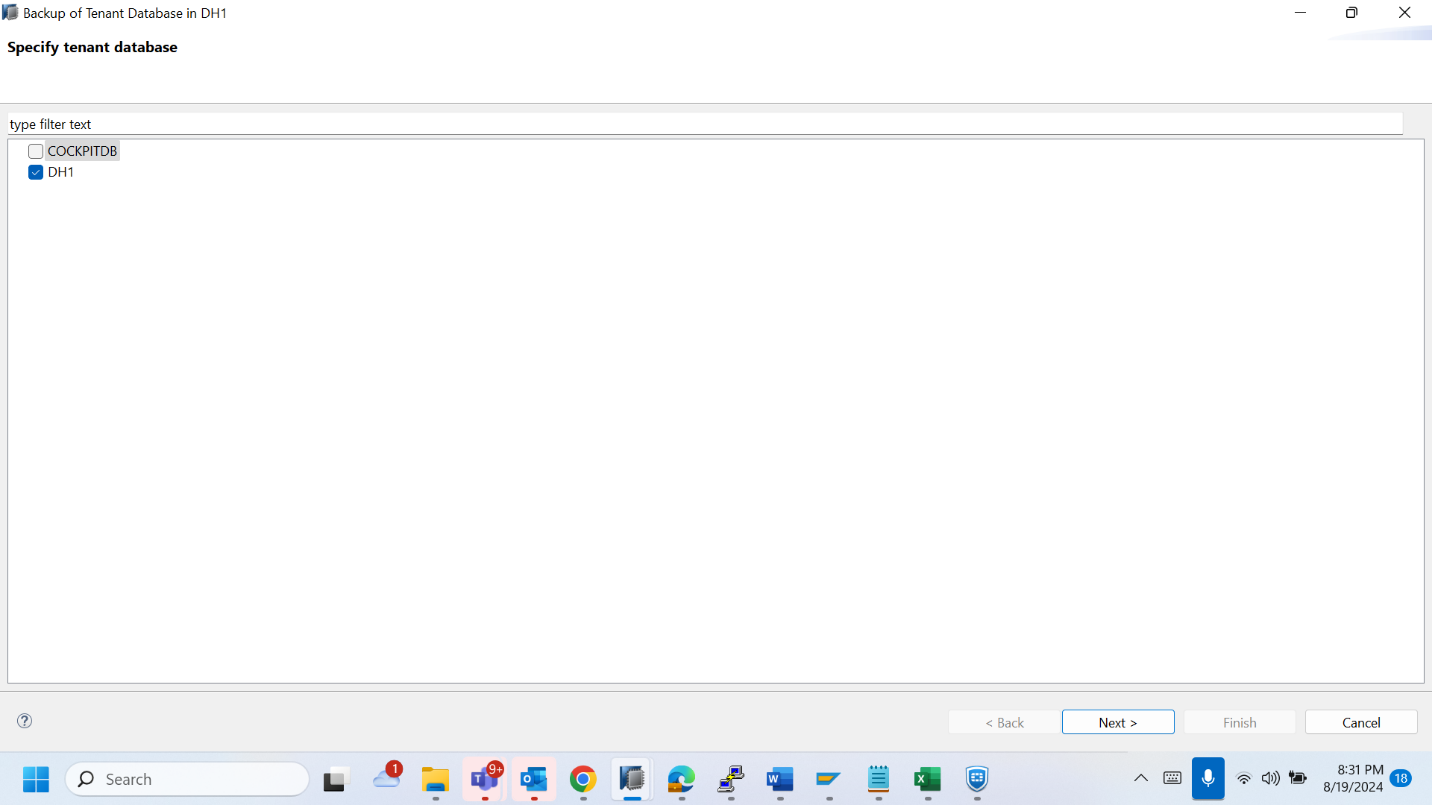 Backup of Tenant Database in DH1
Specify tenant database
type filter text
COCKPITDB
DH1
< Back
Next >
Finish
Cancel
Search
1
9+
8:31 PM
8/19/2024
18